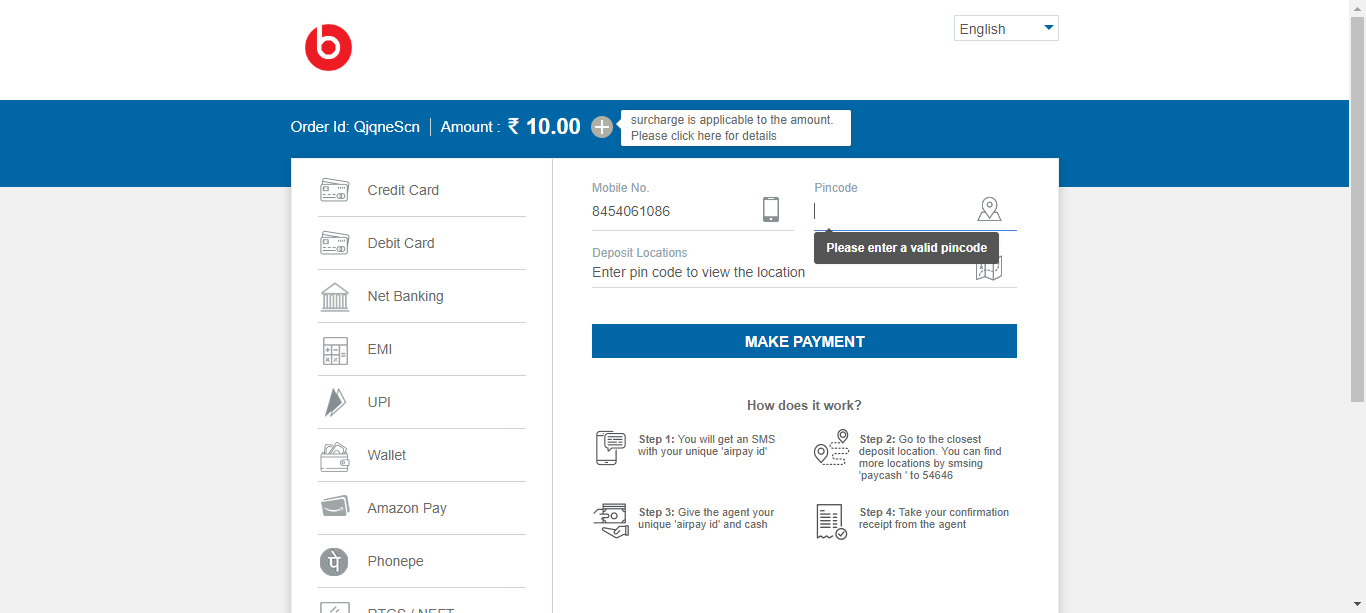 b
English
Order Id: QjqneScn
Amount : ₹ 10.00
surcharge is applicable to the amount.
Please click here for details
Credit Card
Debit Card
Net Banking
EMI
UPI
Wallet
Amazon Pay
Phonepe
RTGS / NEFT
Mobile No.
8454061086
Pincode
Please enter a valid pincode
Deposit Locations
Enter pin code to view the location
MAKE PAYMENT
How does it work?
Step 1: You will get an SMS
with your unique 'airpay id'
Step 2: Go to the closest
deposit location. You can find
more locations by smsing
'paycash ' to 54646
Step 3: Give the agent your
unique 'airpay id' and cash
Step 4: Take your confirmation
receipt from the agent